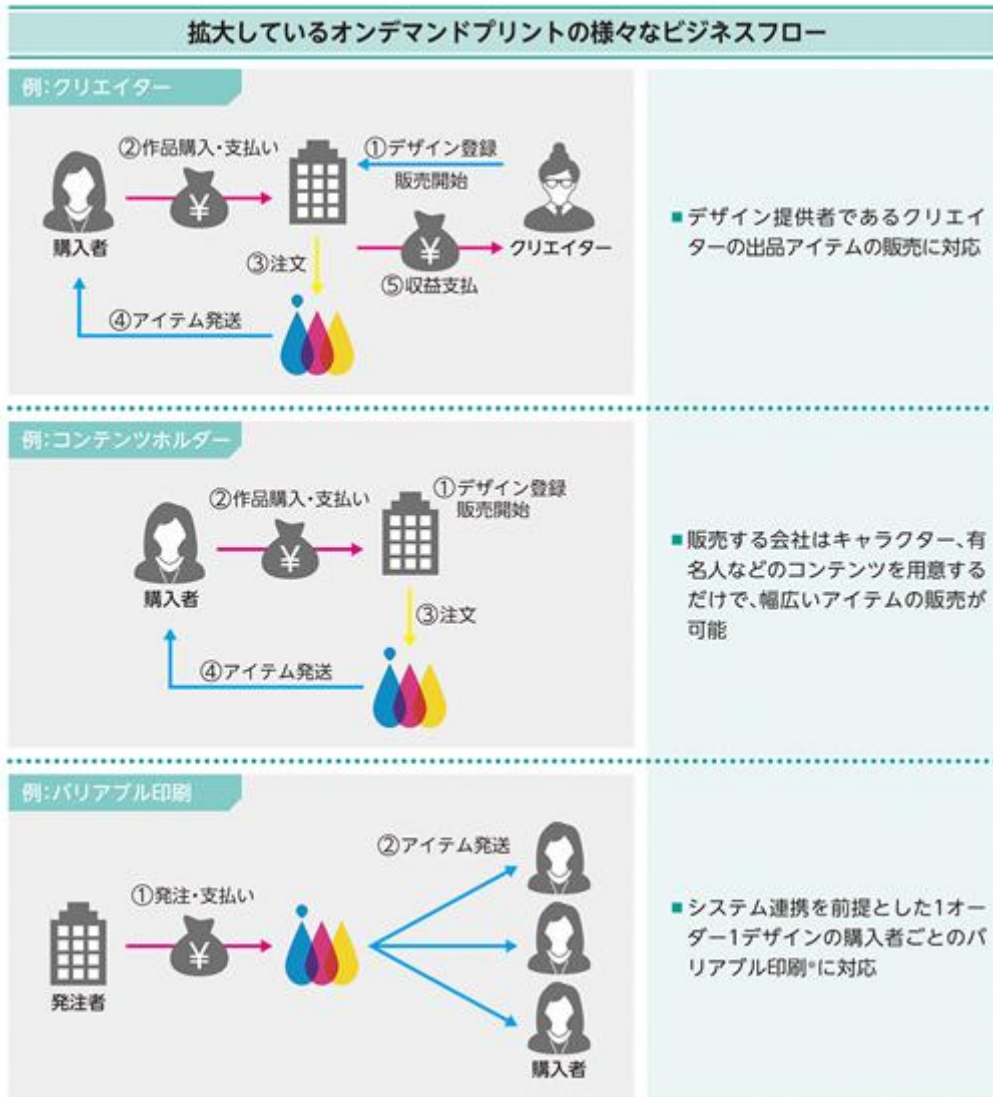 拡大しているオンデマンドプリントの様々なビジネスフロー
例:クリエイター
②作品購入・支払い
①デザイン登録
販売開始
¥
購入者
③注文
¥
クリエイター
⑤収益支払
④アイテム発送
■デザイン提供者であるクリエイ
ターの出品アイテムの販売に対応
例:コンテンツホルダー
②作品購入・支払い
①デザイン登録
販売開始
¥
購入者
③注文
④アイテム発送
■販売する会社はキャラクター、有
名人などのコンテンツを用意する
だけで、幅広いアイテムの販売が
可能
例:バリアブル印刷
②アイテム発送
①発注・支払い
¥
発注者
購入者
■システム連携を前提とした1オー
ダー1デザインの購入者ごとのバ
リアブル印刷※に対応